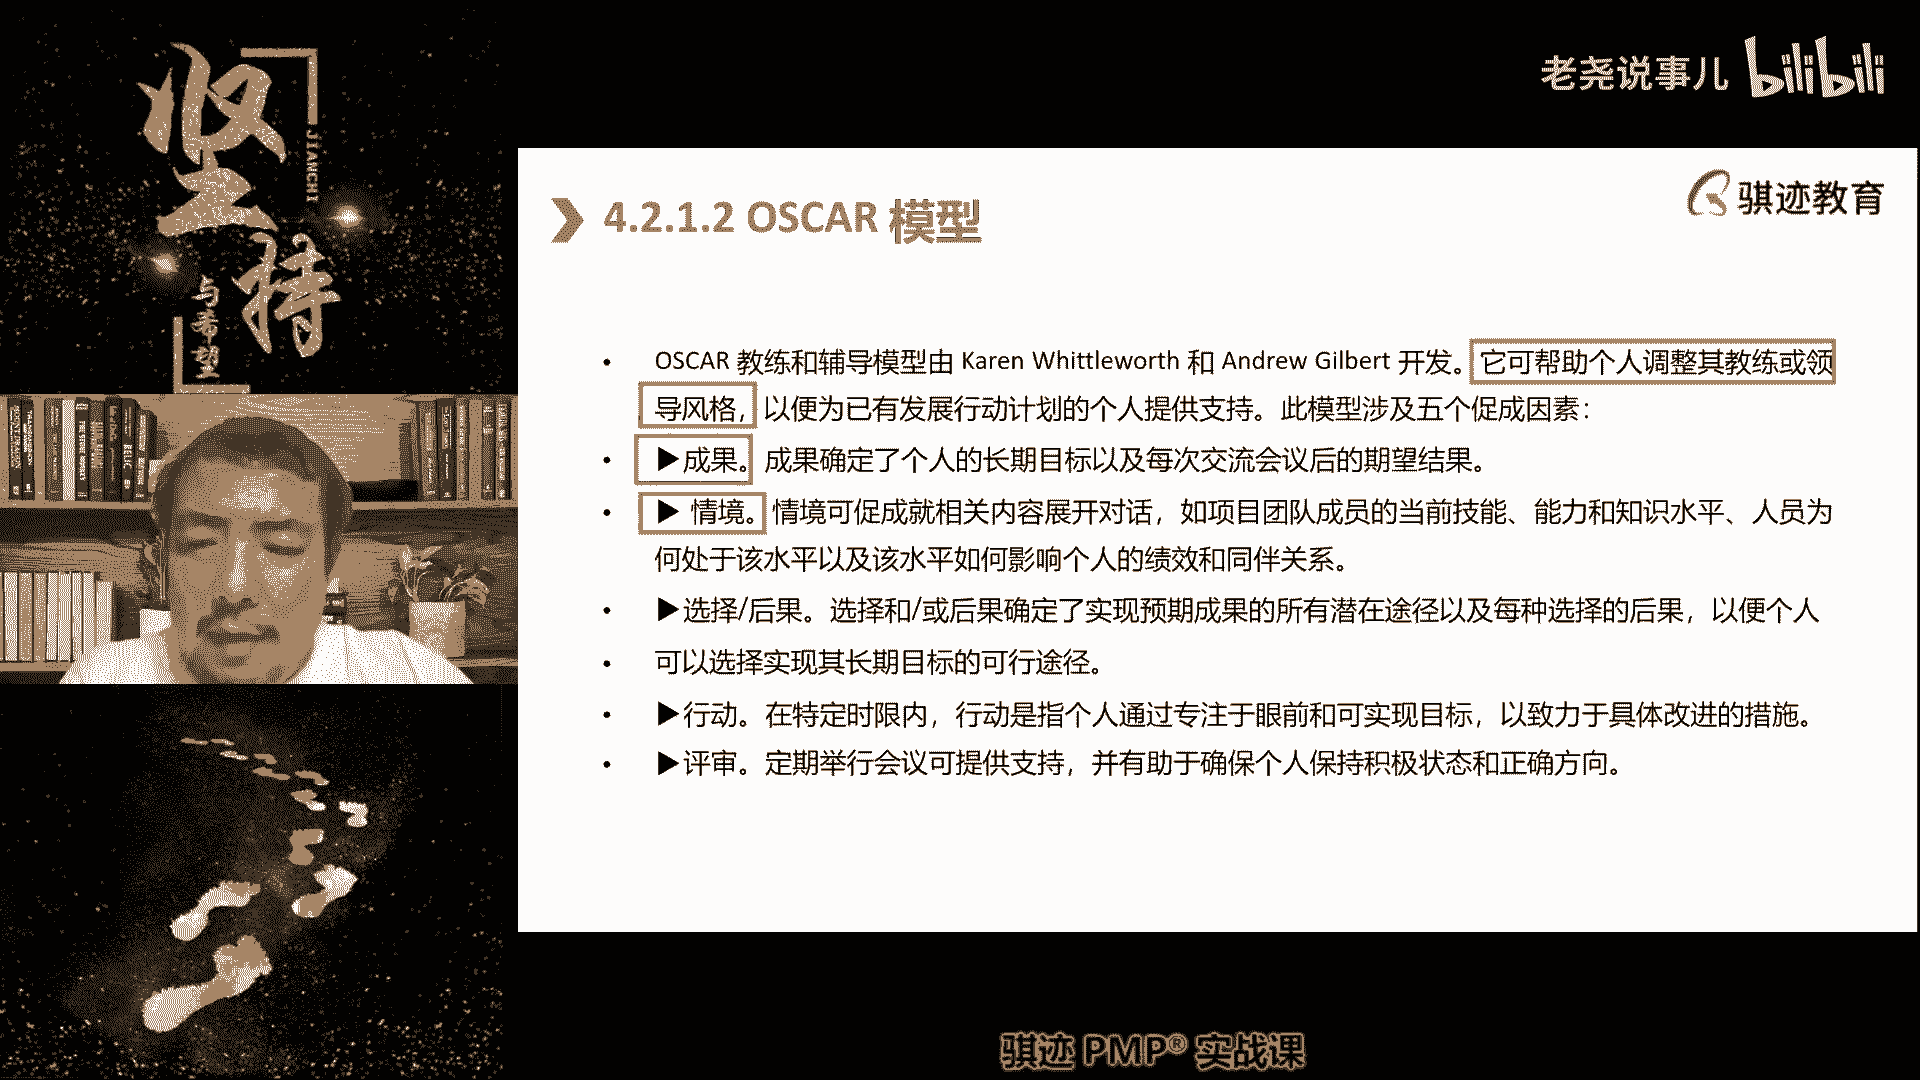 坚持
JIANCHI
与希望
老尧说事儿 bilibili
骐迹教育
4.2.1.2 OSCAR 模型
• OSCAR 教练和辅导模型由 Karen Whittleworth 和 Andrew Gilbert 开发。它可帮助个人调整其教练或领
导风格，以便为已有发展行动计划的个人提供支持。此模型涉及五个促成因素：
• ▶成果。成果确定了个人的长期目标以及每次交流会议后的期望结果。
• ▶ 情境。情境可促成就相关内容展开对话，如项目团队成员的当前技能、能力和知识水平、人员为
何处于该水平以及该水平如何影响个人的绩效和同伴关系。
• ▶选择/后果。选择和/或后果确定了实现预期成果的所有潜在途径以及每种选择的后果，以便个人
• 可以选择实现其长期目标的可行途径。
• ▶行动。在特定时限内，行动是指个人通过专注于眼前和可实现目标，以致力于具体改进的措施。
• ▶评审。定期举行会议可提供支持，并有助于确保个人保持积极状态和正确方向。
骐迹 PMP® 实战课